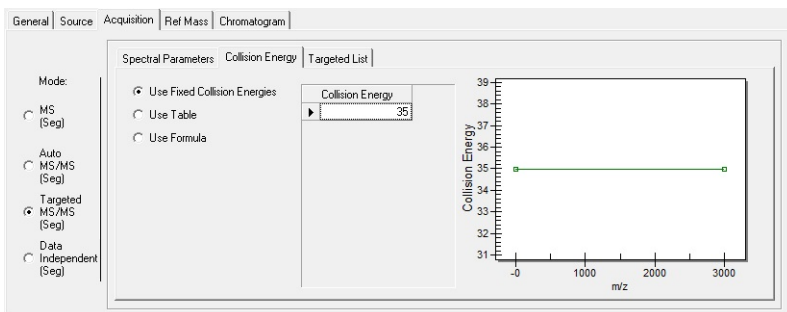 General Source Acquisition Ref Mass Chromatogram
Spectral Parameters Collision Energy Targeted List
Mode:
MS
(Seg)
Auto
MS/MS
(Seg)
Targeted
MS/MS
(Seg)
Data
Independent
(Seg)
Use Fixed Collision Energies
Use Table
Use Formula
Collision Energy
35
Collision Energy
39
38
37
36
35
34
33
32
31
-0 1000 2000 3000
m/z